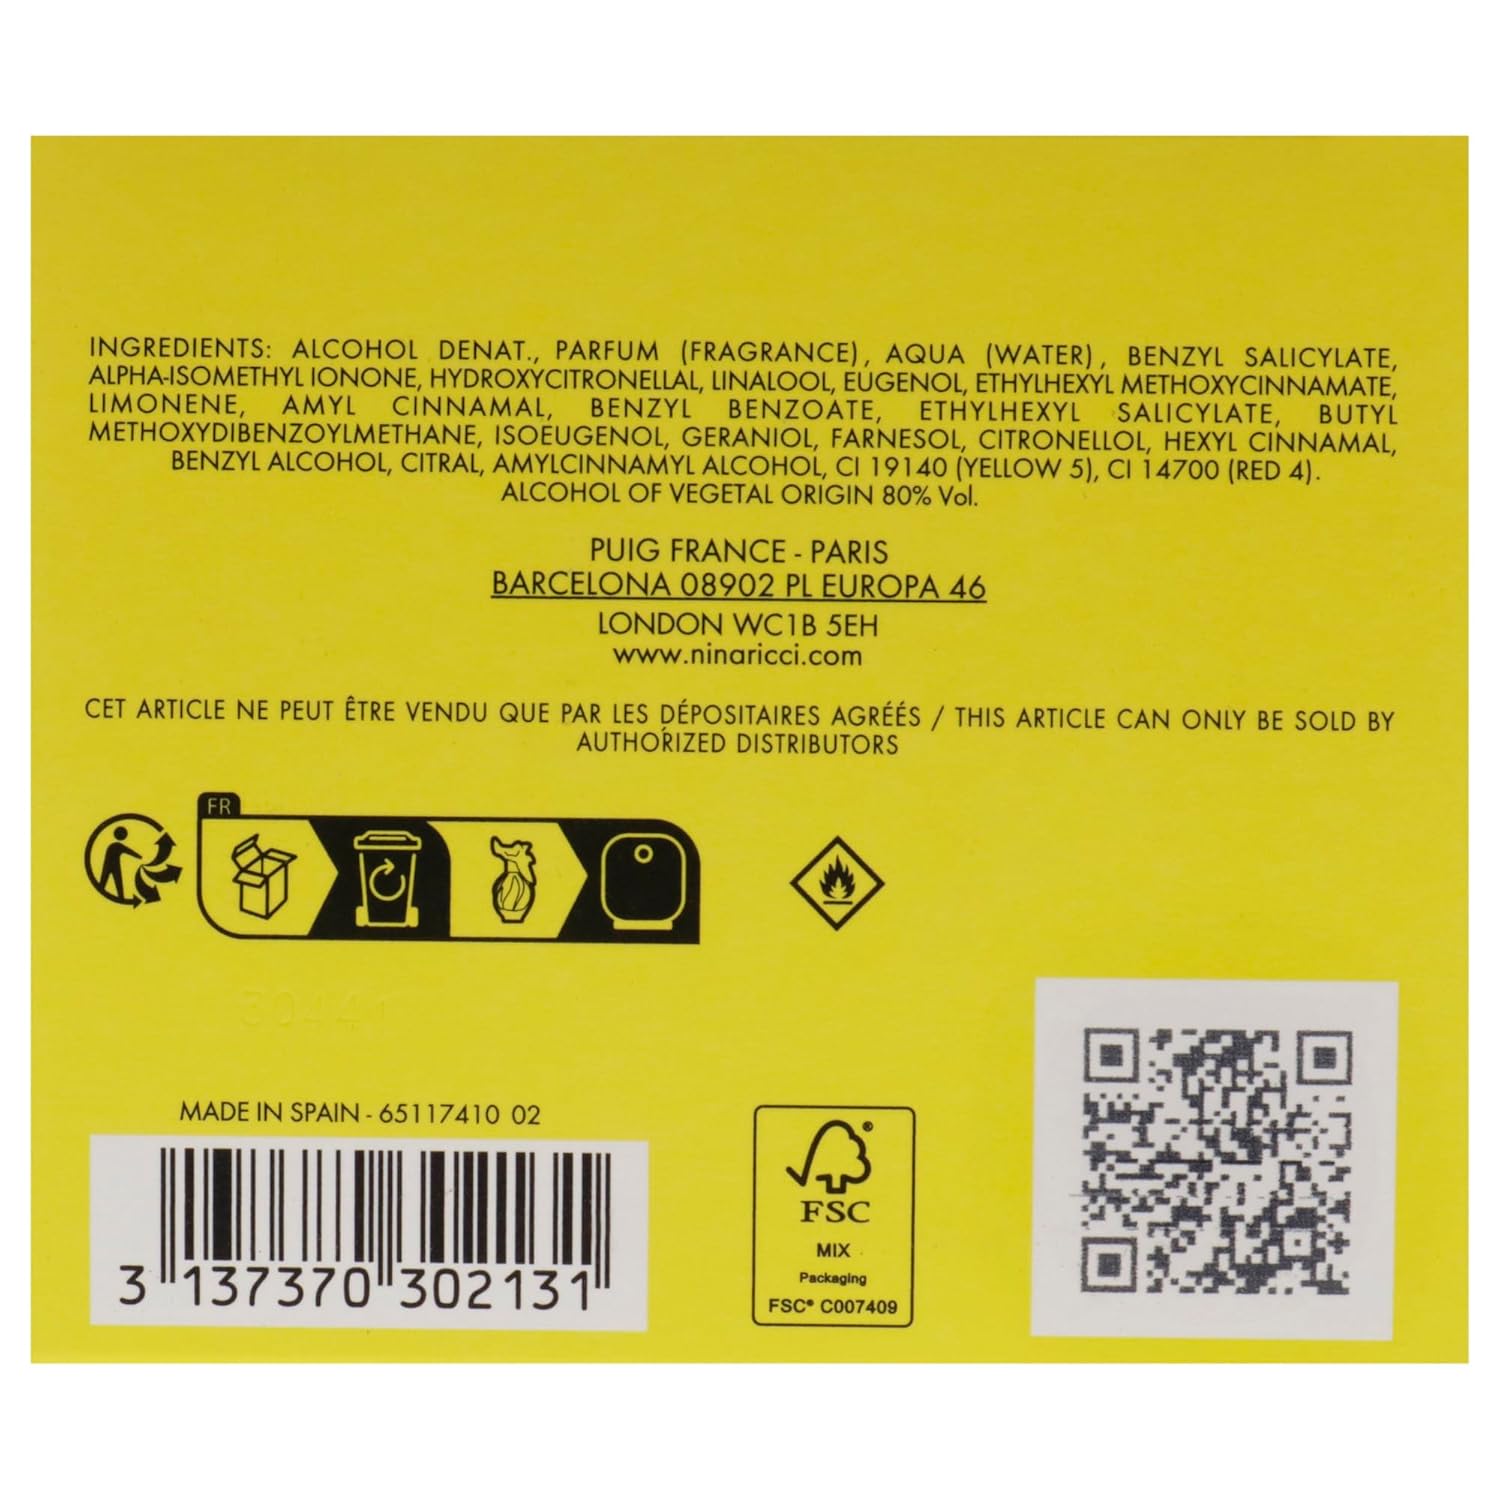 INGREDIENTS: ALCOHOL DENAT., PARFUM (FRAGRANCE), AQUA (WATER), BENZYL SALICYLATE,
ALPHA-ISOMETHYL IONONE, HYDROXYCITRONELLAL, LINALOOL, EUGENOL, ETHYLHEXYL METHOXYCINNAMATE,
LIMONENE, AMYL CINNAMAL, BENZYL BENZOATE, ETHYLHEXYL SALICYLATE, BUTYL
METHOXYDIBENZOYLMETHANE, ISOEUGENOL, GERANIOL, FARNESOL, CITRONELLOL, HEXYL CINNAMAL,
BENZYL ALCOHOL, CITRAL, AMYLCINNAMYL ALCOHOL, CI 19140 (YELLOW 5), CI 14700 (RED 4).
ALCOHOL OF VEGETAL ORIGIN 80% Vol.
PUIG FRANCE - PARIS
BARCELONA 08902 PL EUROPA 46
LONDON WC1B 5EH
www.ninaricci.com
CET ARTICLE NE PEUT ÊTRE VENDU QUE PAR LES DÉPOSITAIRES AGRÉÉS / THIS ARTICLE CAN ONLY BE SOLD BY
AUTHORIZED DISTRIBUTORS
FR
MADE IN SPAIN - 65117410 02
3 137370 302131
FSC®
MIX
Packaging
FSC® C007409